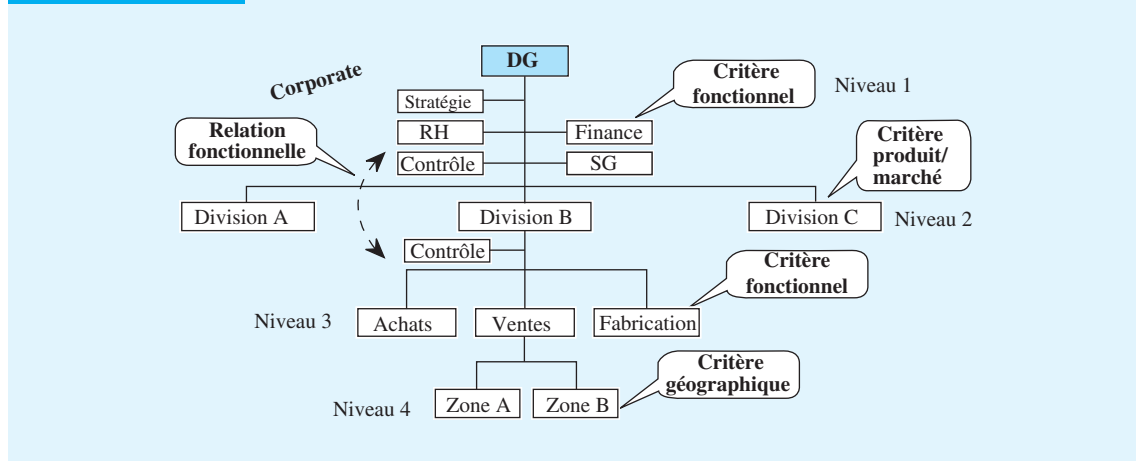 DG
Corporate
Critère
fonctionnel
Niveau 1
Stratégie
Relation
fonctionnelle
RH
Finance
Critère
produit/
marché
Contrôle
SG
Division A
Division B
Division C
Niveau 2
Contrôle
Critère
fonctionnel
Niveau 3
Achats
Ventes
Fabrication
Critère
géographique
Niveau 4
Zone A
Zone B